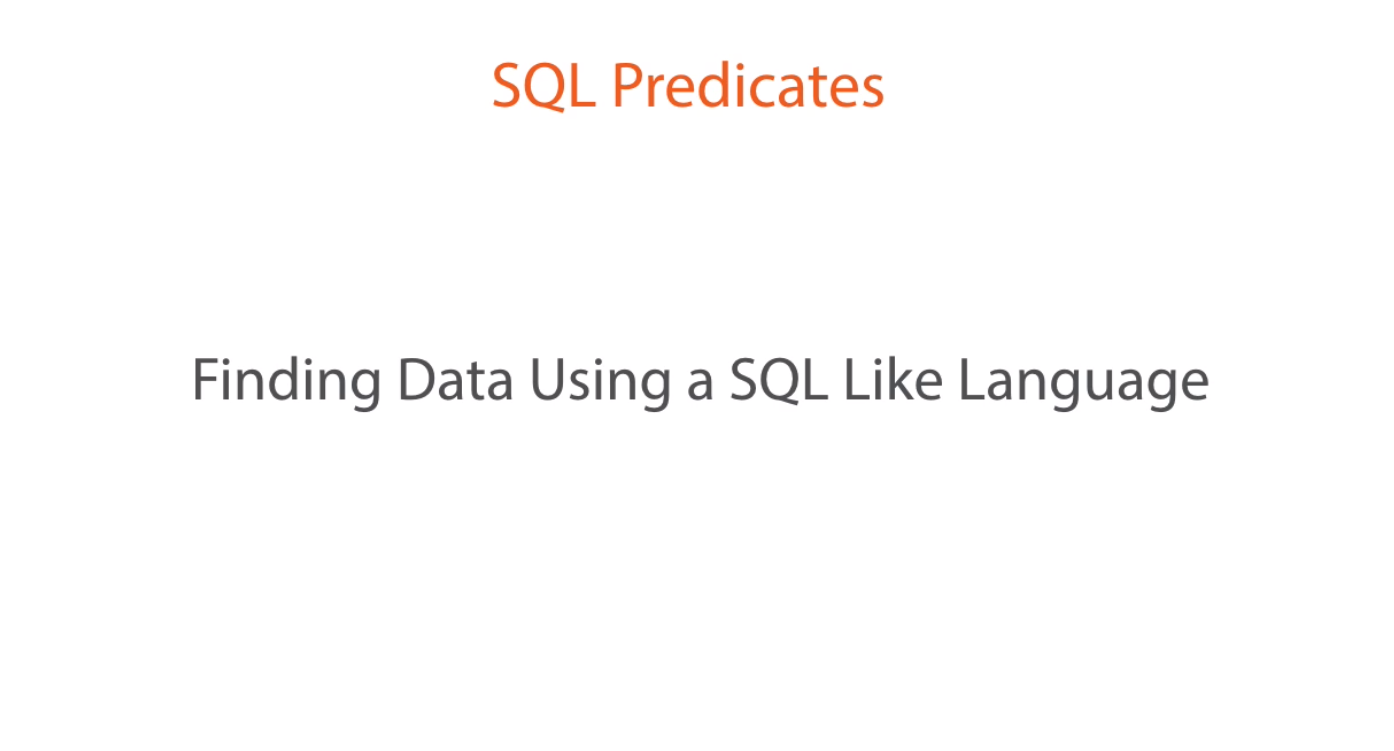 SQL Predicates
Finding Data Using a SQL Like Language